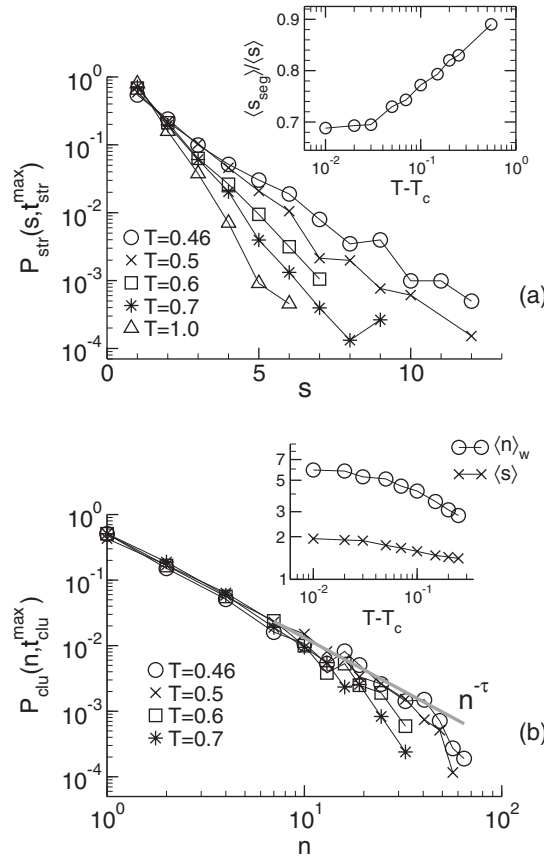 ⟨s_seg⟩/⟨s⟩
0.9
0.8
0.7
10^-2 10^-1 10^0
T-T_c
P_str(s,t_str^max)
10^0
10^-1
10^-2
10^-3
10^-4
T=0.46
T=0.5
T=0.6
T=0.7
T=1.0
0 5 10
s
(a)
⟨n⟩_w
⟨s⟩
7
5
3
2
1
10^-2 10^-1
T-T_c
P_clu(n,t_clu^max)
10^0
10^-1
10^-2
10^-3
10^-4
T=0.46
T=0.5
T=0.6
T=0.7
n^-τ
10^0 10^1 10^2
n
(b)